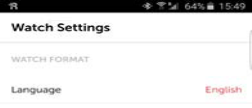 64% 15:49
Watch Settings
WATCH FORMAT
Language English